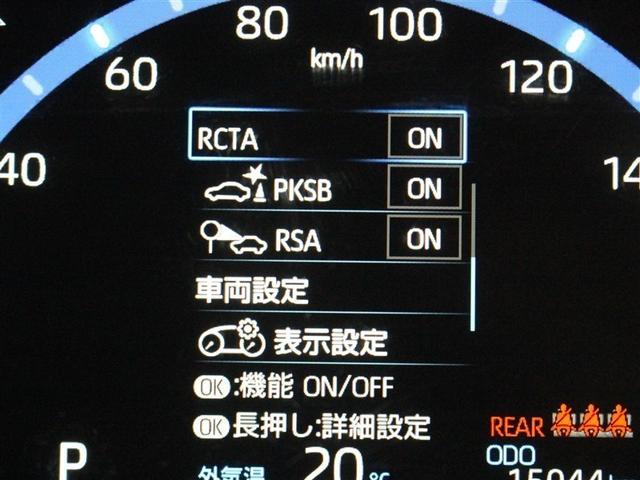 80 100
km/h
60 120
40 14
RCTA ON
PKSB ON
RSA ON
車両設定
表示設定
OK:機能 ON/OFF
OK長押し:詳細設定
REAR
P ODO
外気温 20°C